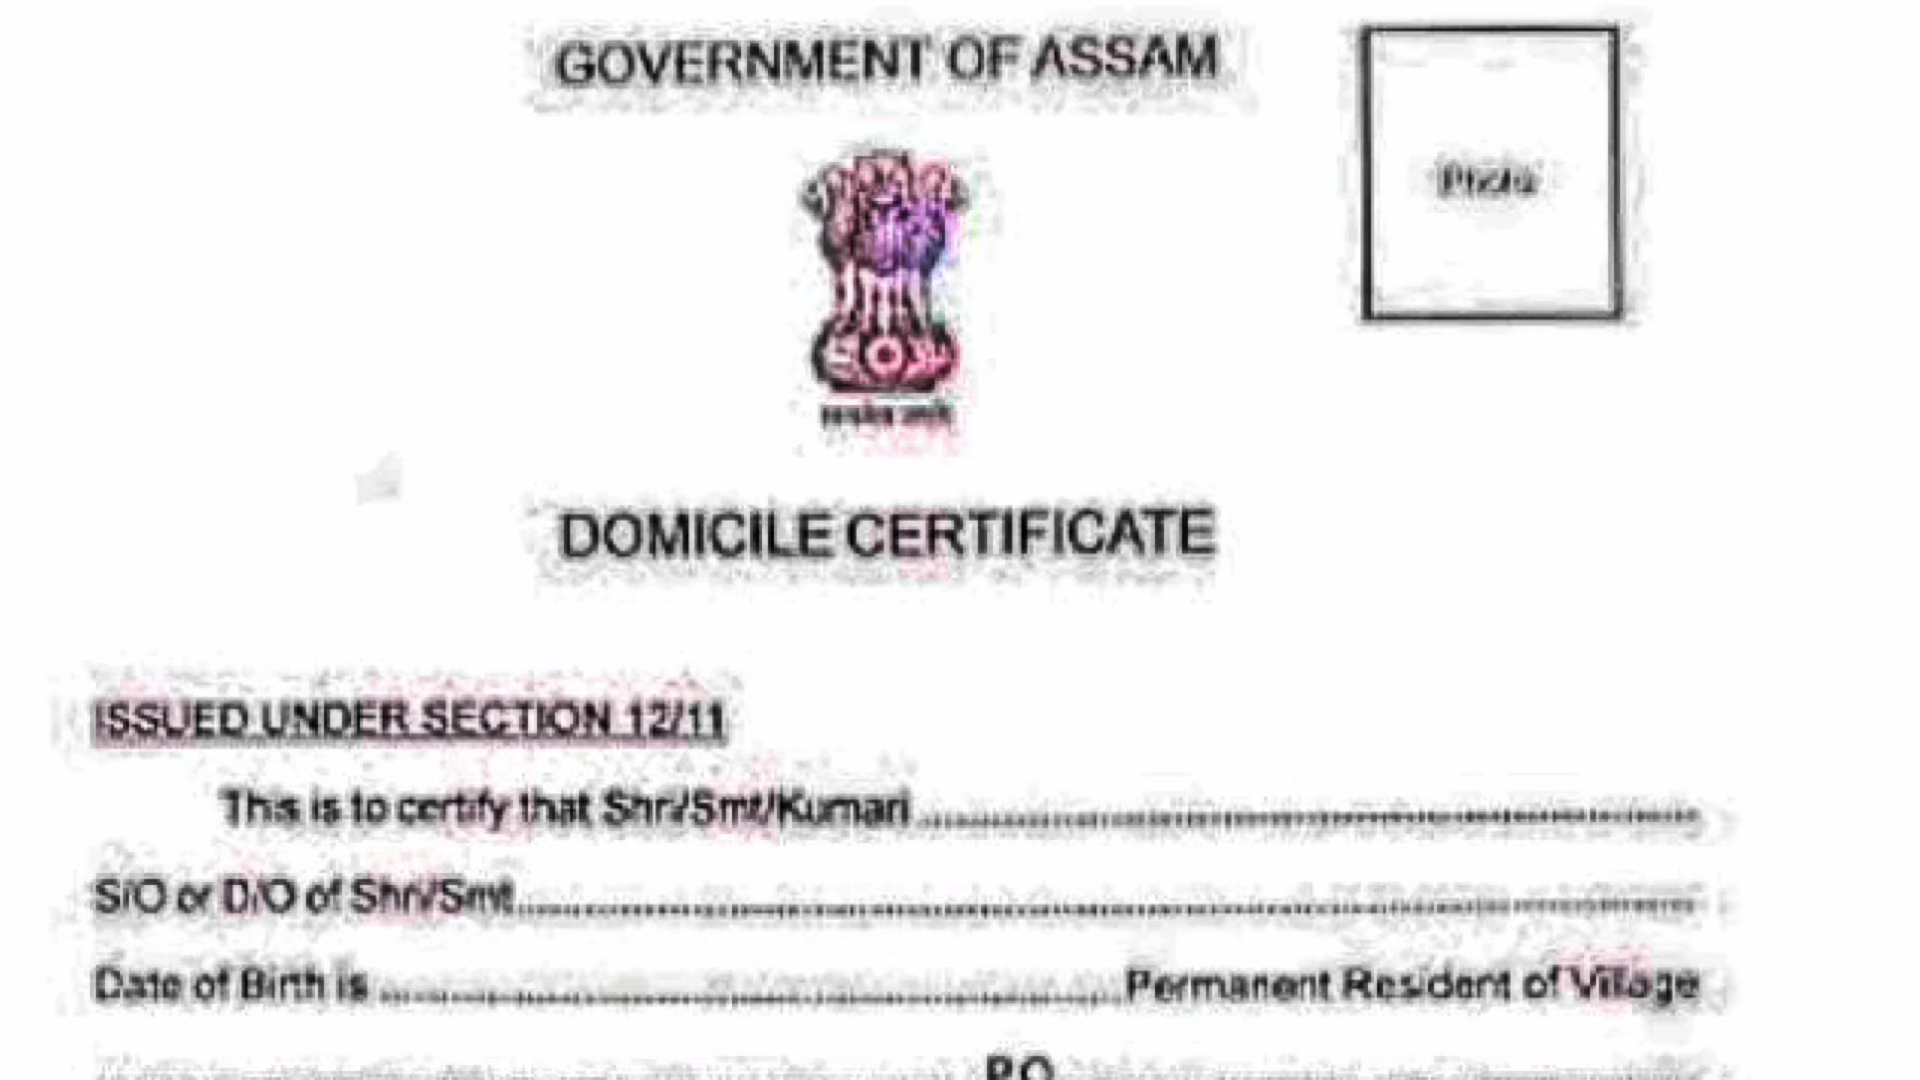 GOVERNMENT OF ASSAM
Photo
DOMICILE CERTIFICATE
ISSUED UNDER SECTION 12/11
This is to certify that Shri/Smt/Kumari
S/O or D/O of Shri/Smt
Date of Birth is Permanent Resident of Village
P.O